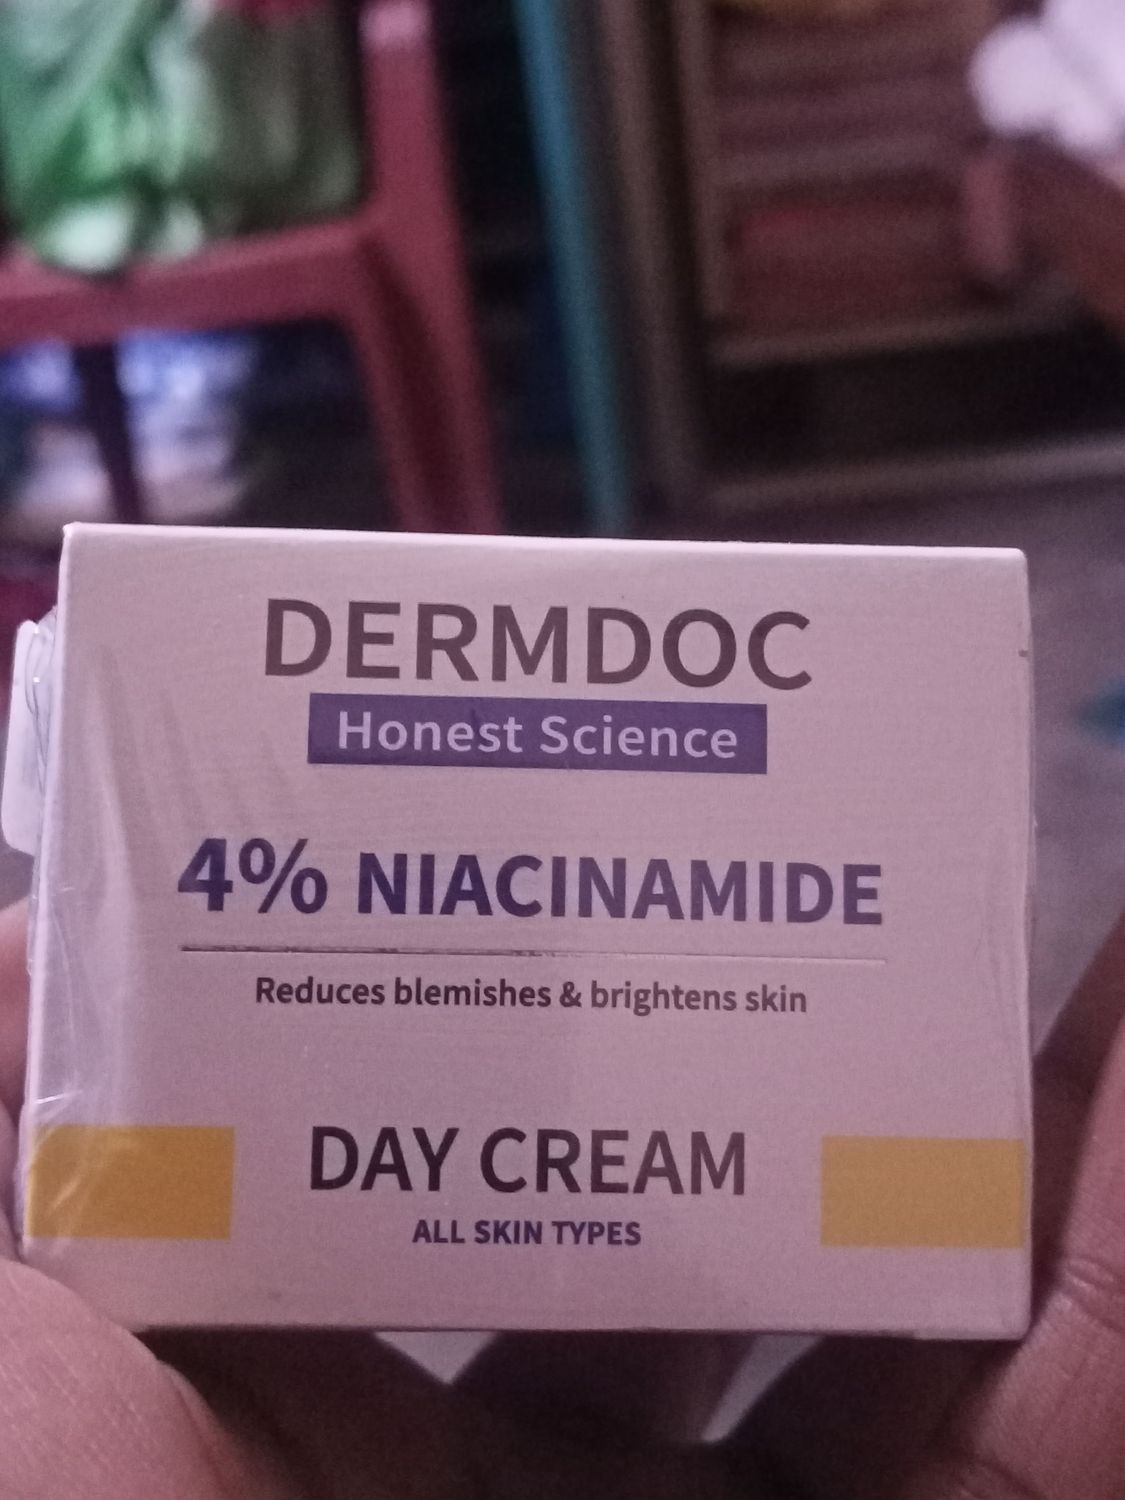 DERMDOC
Honest Science
4% NIACINAMIDE
Reduces blemishes & brightens skin
DAY CREAM
ALL SKIN TYPES